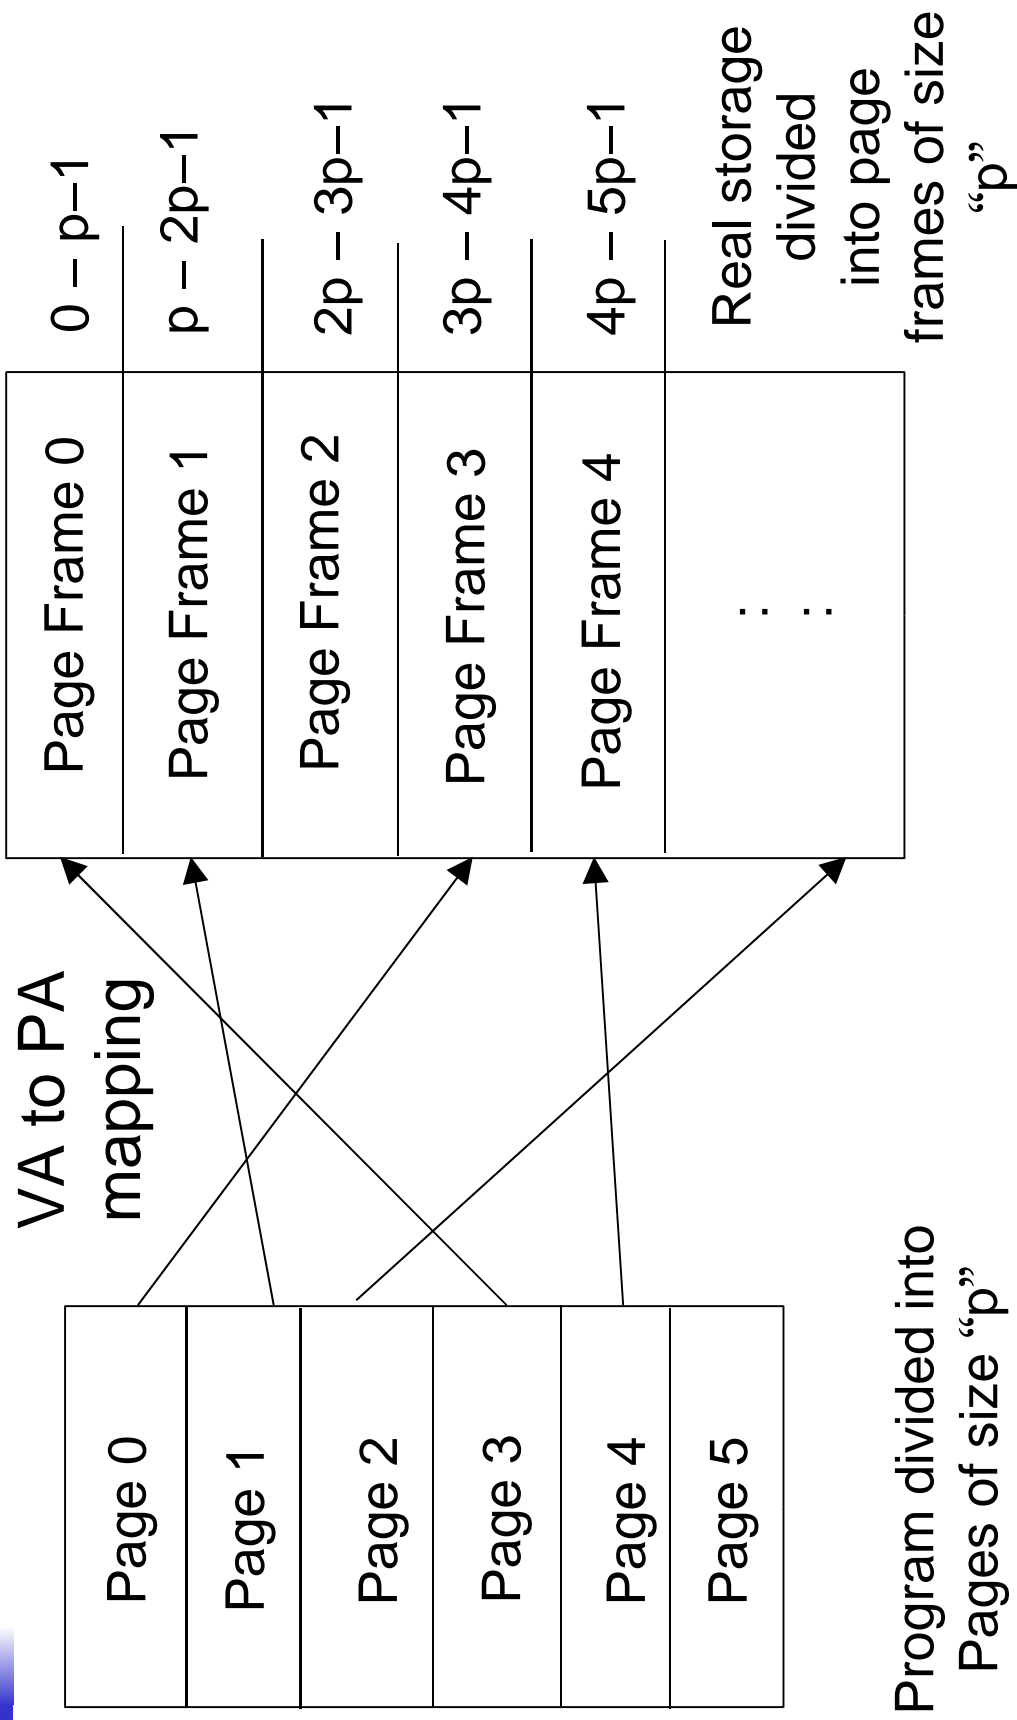 VA to PA
mapping
Page 0
Page 1
Page 2
Page 3
Page 4
Page 5
Program divided into
Pages of size “p”
Page Frame 0
Page Frame 1
Page Frame 2
Page Frame 3
Page Frame 4
: :
0 – p–1
p – 2p–1
2p – 3p–1
3p – 4p–1
4p – 5p–1
Real storage
divided
into page
frames of size
“p”